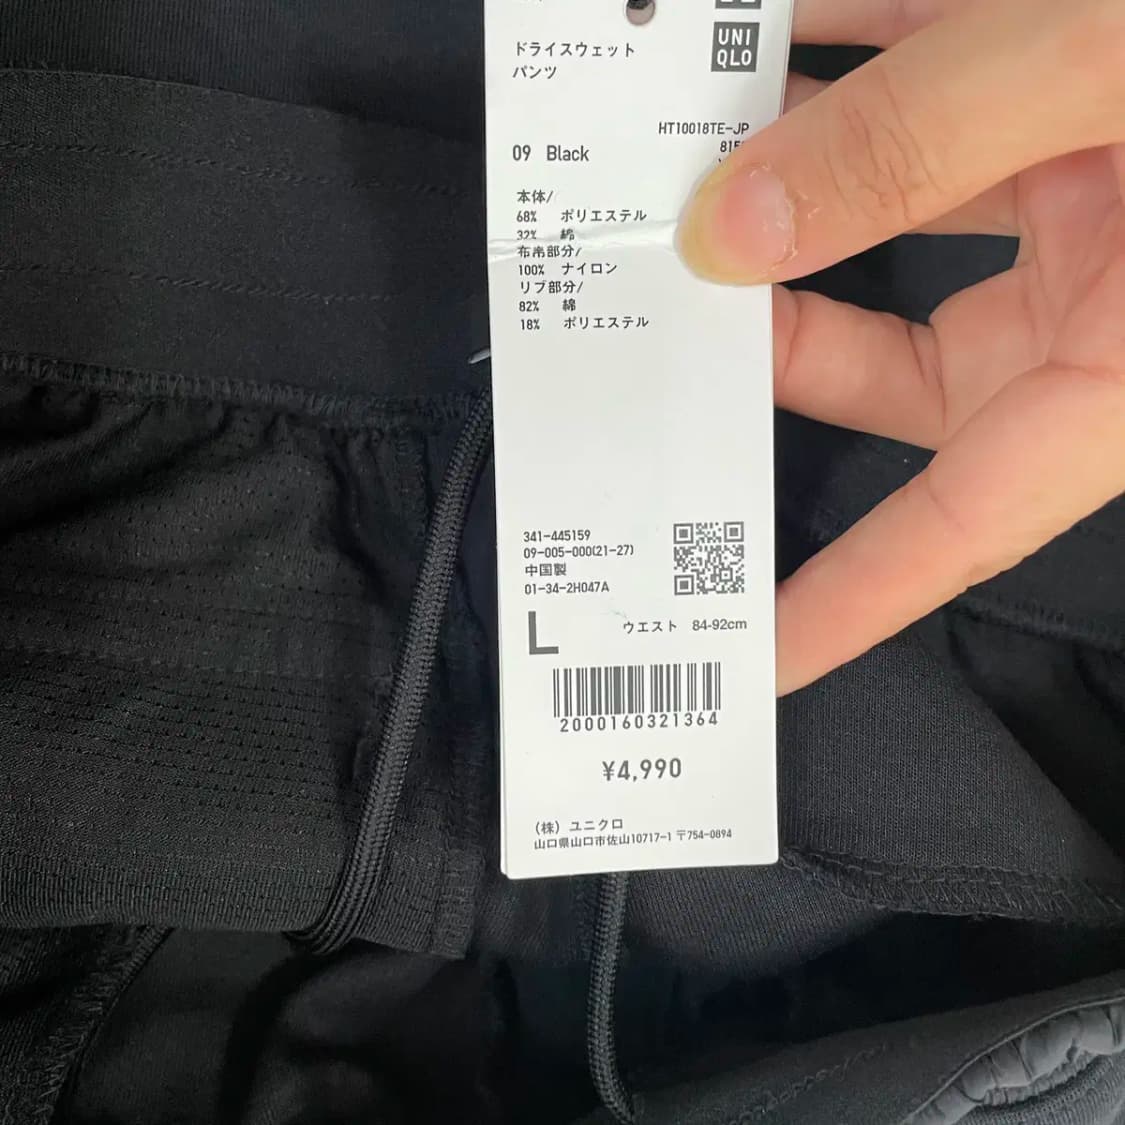 UNI
QLO
ドライスウェット
パンツ
HT10018TE-JP
09 Black
本体/
68% ポリエステル
32% 綿
布帛部分/
100% ナイロン
リブ部分/
82% 綿
18% ポリエステル
341-445159
09-005-000(21-27)
中国製
01-34-2H047A
L ウエスト 84-92cm
2000160321364
¥4,990
(株) ユニクロ
山口県山口市佐山10717-1 〒754-0894